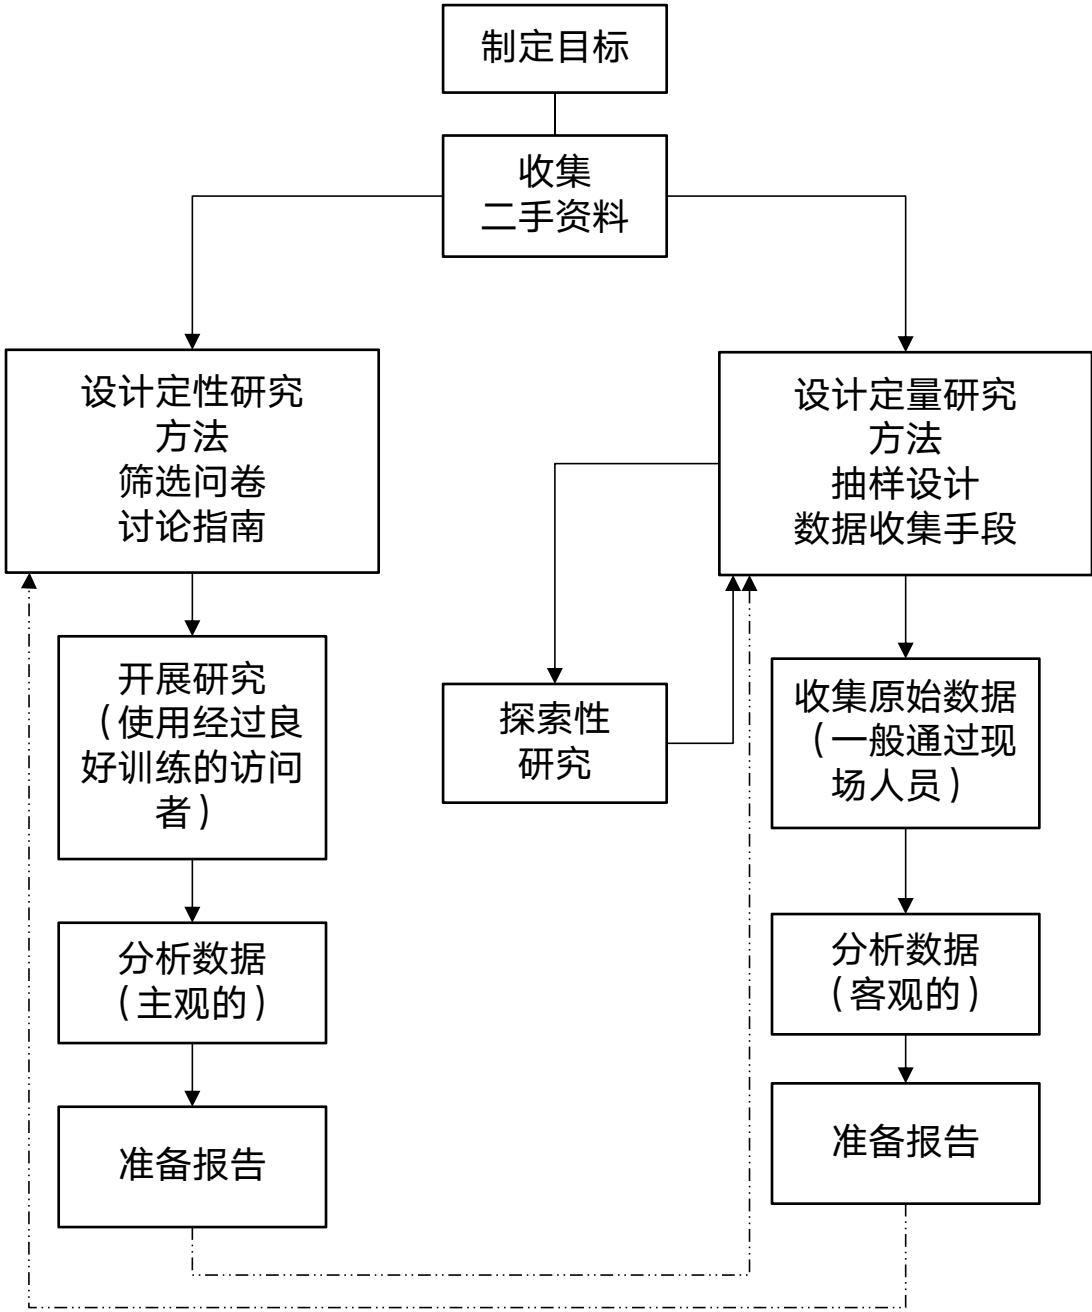 制定目标
收集
二手资料
设计定性研究
方法
筛选问卷
讨论指南
设计定量研究
方法
抽样设计
数据收集手段
开展研究
（使用经过良
好训练的访问
者）
探索性
研究
收集原始数据
（一般通过现
场人员）
分析数据
（主观的）
分析数据
（客观的）
准备报告
准备报告